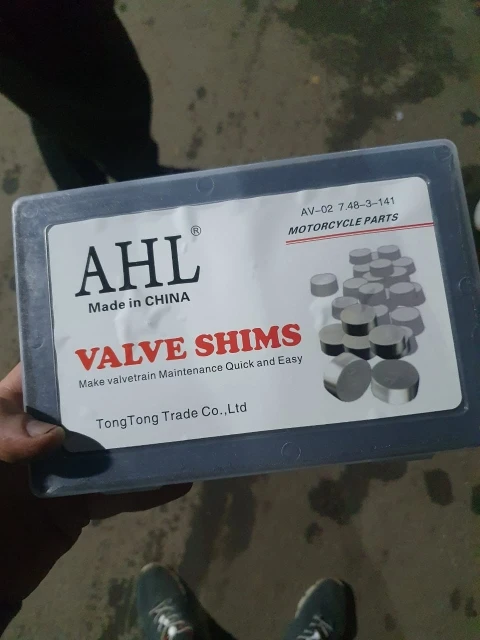 AV-02 7.48-3-141
MOTORCYCLE PARTS
AHL®
Made in CHINA
VALVE SHIMS
Make valvetrain Maintenance Quick and Easy
TongTong Trade Co.,Ltd